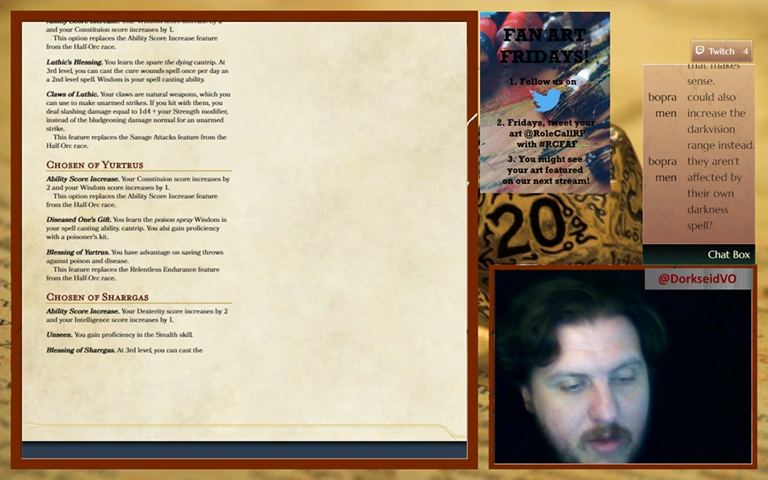 Ability Score Increase. Your Wisdom score increases by 2
and your Constituion score increases by 1.
This option replaces the Ability Score Increase feature
from the Half-Orc race.
Luthic's Blessing. You learn the spare the dying cantrip. At
3rd level, you can cast the cure wounds spell once per day as
a 2nd level spell. Wisdom is your spell casting ability.
Claws of Luthic. Your claws are natural weapons, which you
can use to make unarmed strikes. If you hit with them, you
deal slashing damage equal to 1d4 + your Strength modifier,
instead of the bludgeoning damage normal for an unarmed
strike.
This feature replaces the Savage Attacks feature from the
Half-Orc race.
CHOSEN OF YURTRUS
Ability Score Increase. Your Constituion score increases by
2 and your Wisdom score increases by 1.
This option replaces the Ability Score Increase feature
from the Half-Orc race.
Diseased One's Gift. You learn the poison spray Wisdom is
your spell casting ability. cantrip. You alsi gain proficiency
with a poisoner's kit.
Blessing of Yurtrus. You have advantage on saving throws
against poison and disease.
This feature replaces the Relentless Endurance feature
from the Half-Orc race.
CHOSEN OF SHARRGAS
Ability Score Increase. Your Dexterity score increases by 2
and your Intelligence score increases by 1.
Unseen. You gain proficiency in the Stealth skill.
Blessing of Sharrgas. At 3rd level, you can cast the
FAN ART
FRIDAYS!
1. Follow us on
2. Fridays, tweet your
art @RoleCallRP
with #RCFAF
3. You might see
your art featured
on our next stream!
20
Twitch 4
that makes
sense.
bopra could also
men increase the
darkvision
range instead.
bopra they aren't
men affected by
their own
darkness
spell?
Chat Box
@DorkseidVO